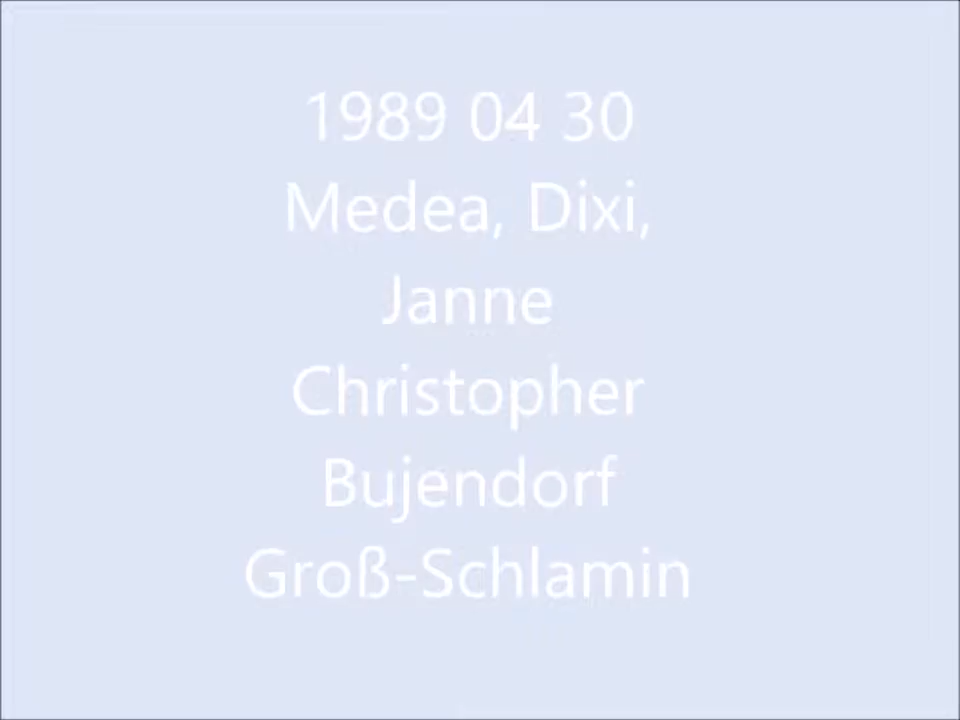 1989 04 30
Medea, Dixi,
Janne
Christopher
Bujendorf
Groß-Schlamin